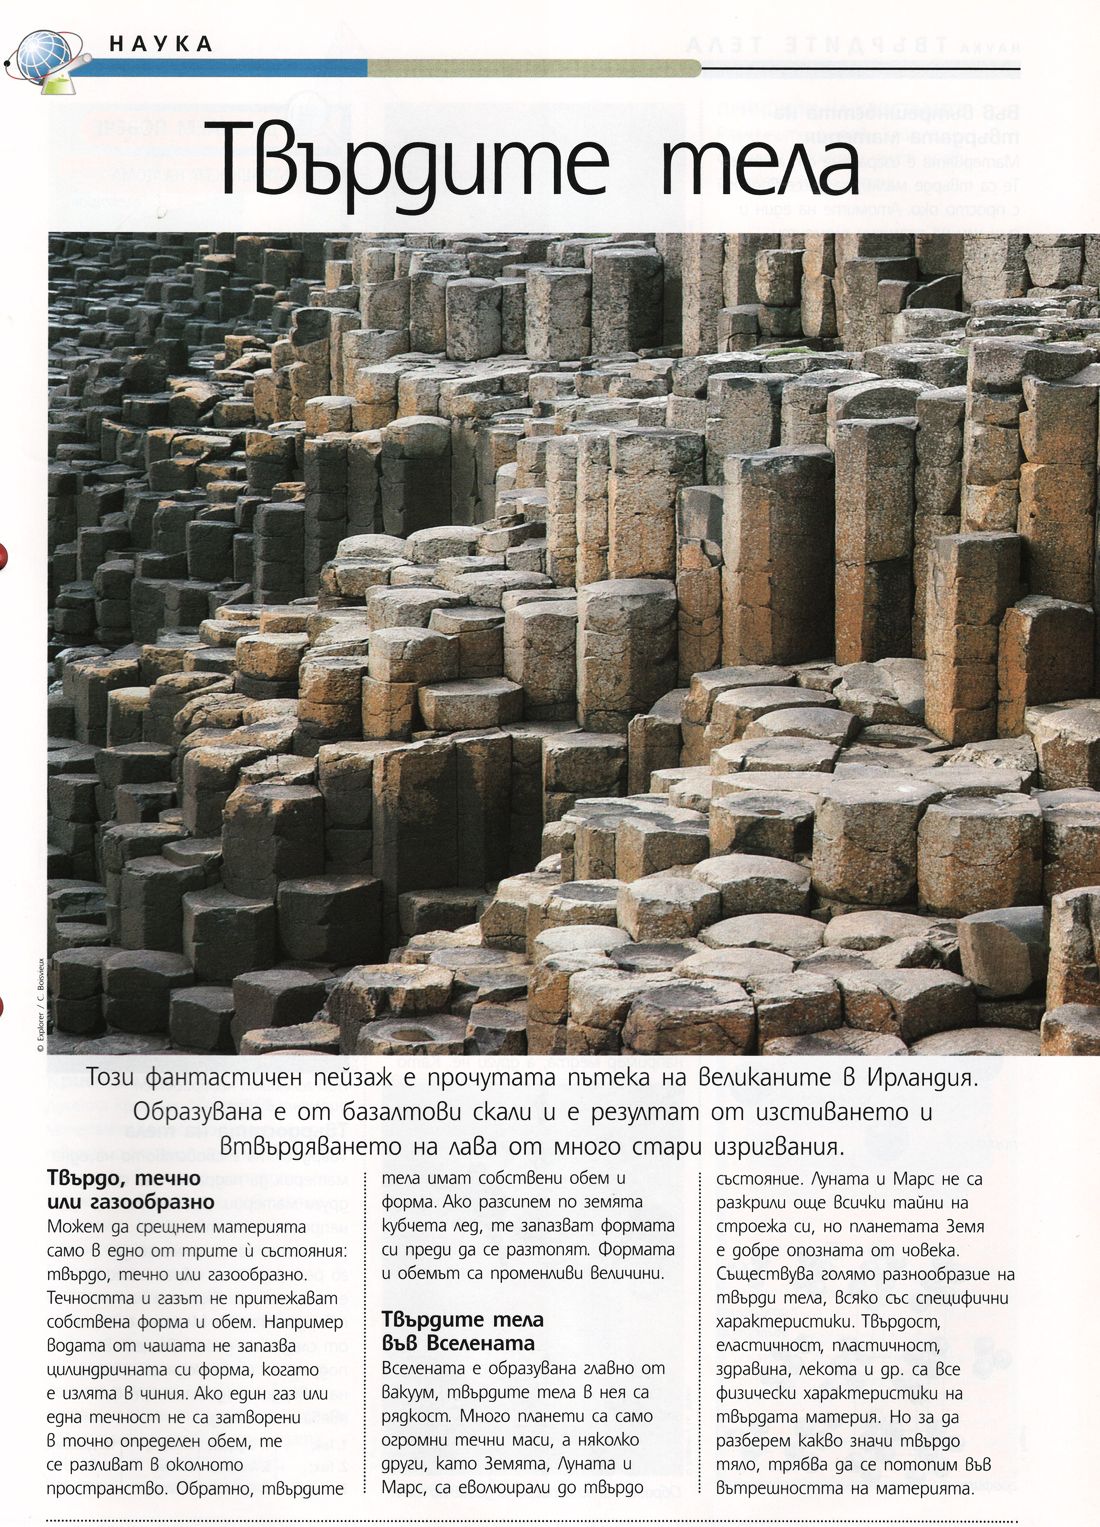 НАУКА
Твърдите тела
© Explorer / C. Boisvieux
Този фантастичен пейзаж е прочутата пътека на великаните в Ирландия.
Образувана е от базалтови скали и е резултат от изстиването и
втвърдяването на лава от много стари изригвания.
Твърдо, течно
или газообразно
Можем да срещнем материята
само в едно от трите ѝ състояния:
твърдо, течно или газообразно.
Течността и газът не притежават
собствена форма и обем. Например
водата от чашата не запазва
цилиндричната си форма, когато
е излята в чиния. Ако един газ или
една течност не са затворени
в точно определен обем, те
се разливат в околното
пространство. Обратно, твърдите
тела имат собствени обем и
форма. Ако разсипем по земята
кубчета лед, те запазват формата
си преди да се разтопят. Формата
и обемът са променливи величини.
Твърдите тела
във Вселената
Вселената е образувана главно от
вакуум, твърдите тела в нея са
рядкост. Много планети са само
огромни течни маси, а няколко
други, като Земята, Луната и
Марс, са еволюирали до твърдо
състояние. Луната и Марс не са
разкрили още всички тайни на
строежа си, но планетата Земя
е добре опозната от човека.
Съществува голямо разнообразие на
твърди тела, всяко със специфични
характеристики. Твърдост,
еластичност, пластичност,
здравина, лекота и др. са все
физически характеристики на
твърдата материя. Но за да
разберем какво значи твърдо
тяло, трябва да се потопим във
вътрешността на материята.